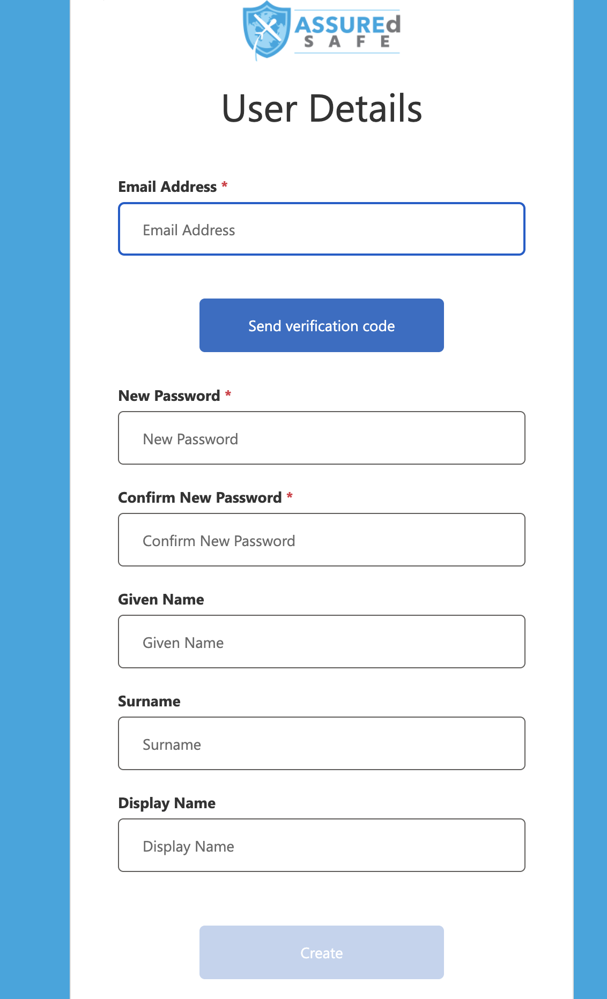 ASSUREd
SAFE
User Details
Email Address *
Email Address
Send verification code
New Password *
New Password
Confirm New Password *
Confirm New Password
Given Name
Given Name
Surname
Surname
Display Name
Display Name
Create